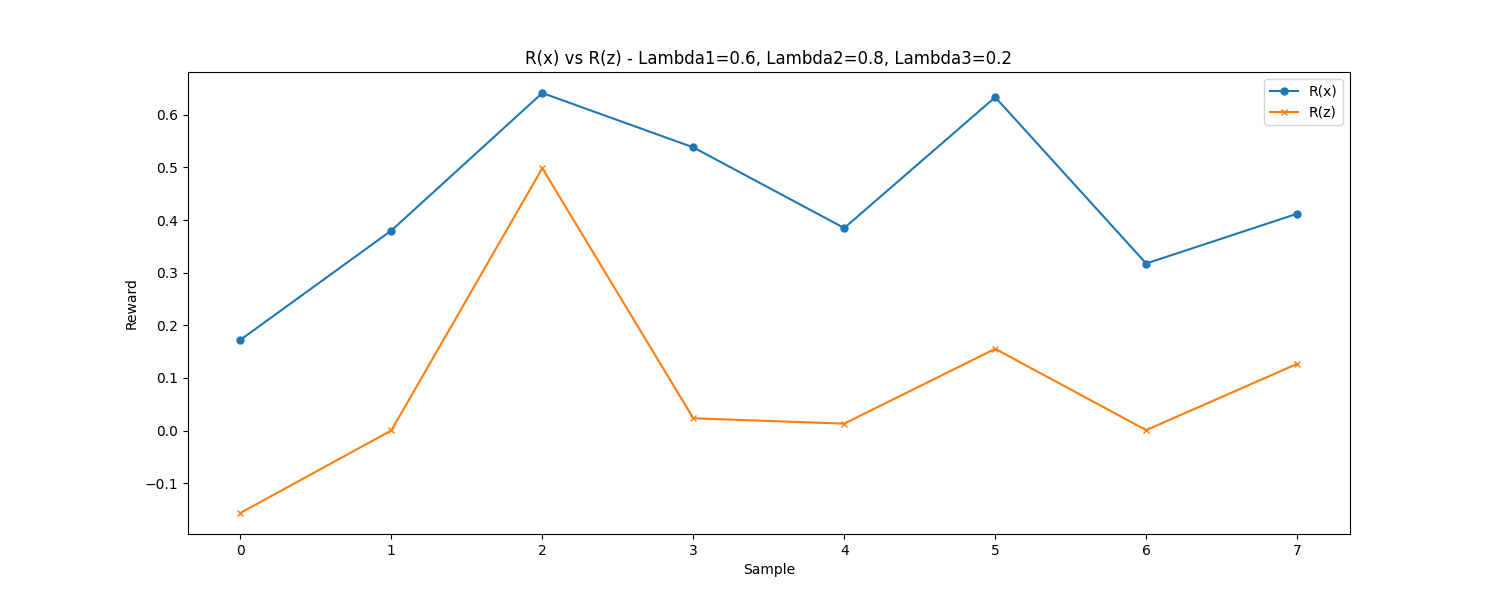 R(x) vs R(z) - Lambda1=0.6, Lambda2=0.8, Lambda3=0.2
R(x)
R(z)
0.6
0.5
0.4
0.3
0.2
0.1
0.0
−0.1
Reward
0 1 2 3 4 5 6 7
Sample